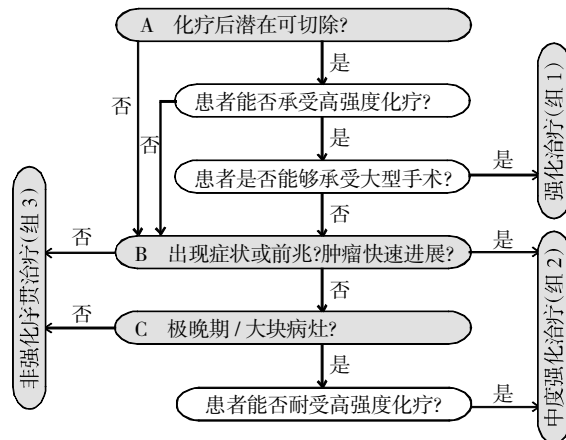 A 化疗后潜在可切除?
是
否
患者能否承受高强度化疗?
否
是
患者是否能够承受大型手术?
是
强化治疗(组1)
否
否
B 出现症状或前兆?肿瘤快速进展?
是
非强化序贯治疗(组3)
中度强化治疗(组2)
否
否
C 极晚期/大块病灶?
是
患者能否耐受高强度化疗?
是